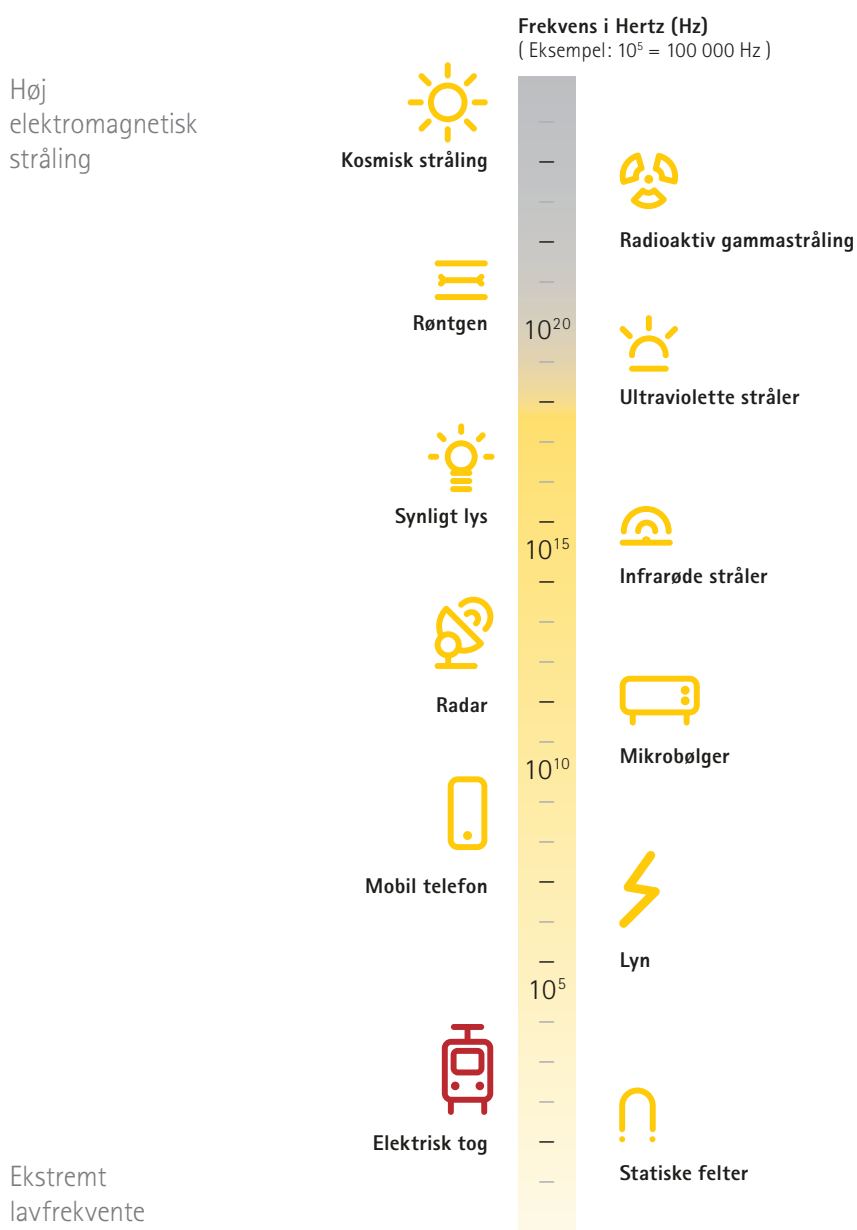 Frekvens i Hertz (Hz)
( Eksempel: 10⁵ = 100 000 Hz )
Høj
elektromagnetisk
stråling
Kosmisk stråling
Radioaktiv gammastråling
Røntgen
10²⁰
Ultraviolette stråler
Synligt lys
10¹⁵
Infrarøde stråler
Radar
Mikrobølger
10¹⁰
Mobil telefon
Lyn
10⁵
Elektrisk tog
Statiske felter
Ekstremt
lavfrekvente